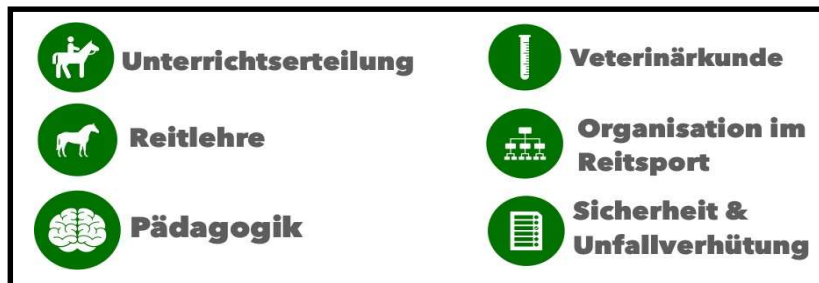 Unterrichtserteilung
Reitlehre
Pädagogik
Veterinärkunde
Organisation im
Reitsport
Sicherheit &
Unfallverhütung